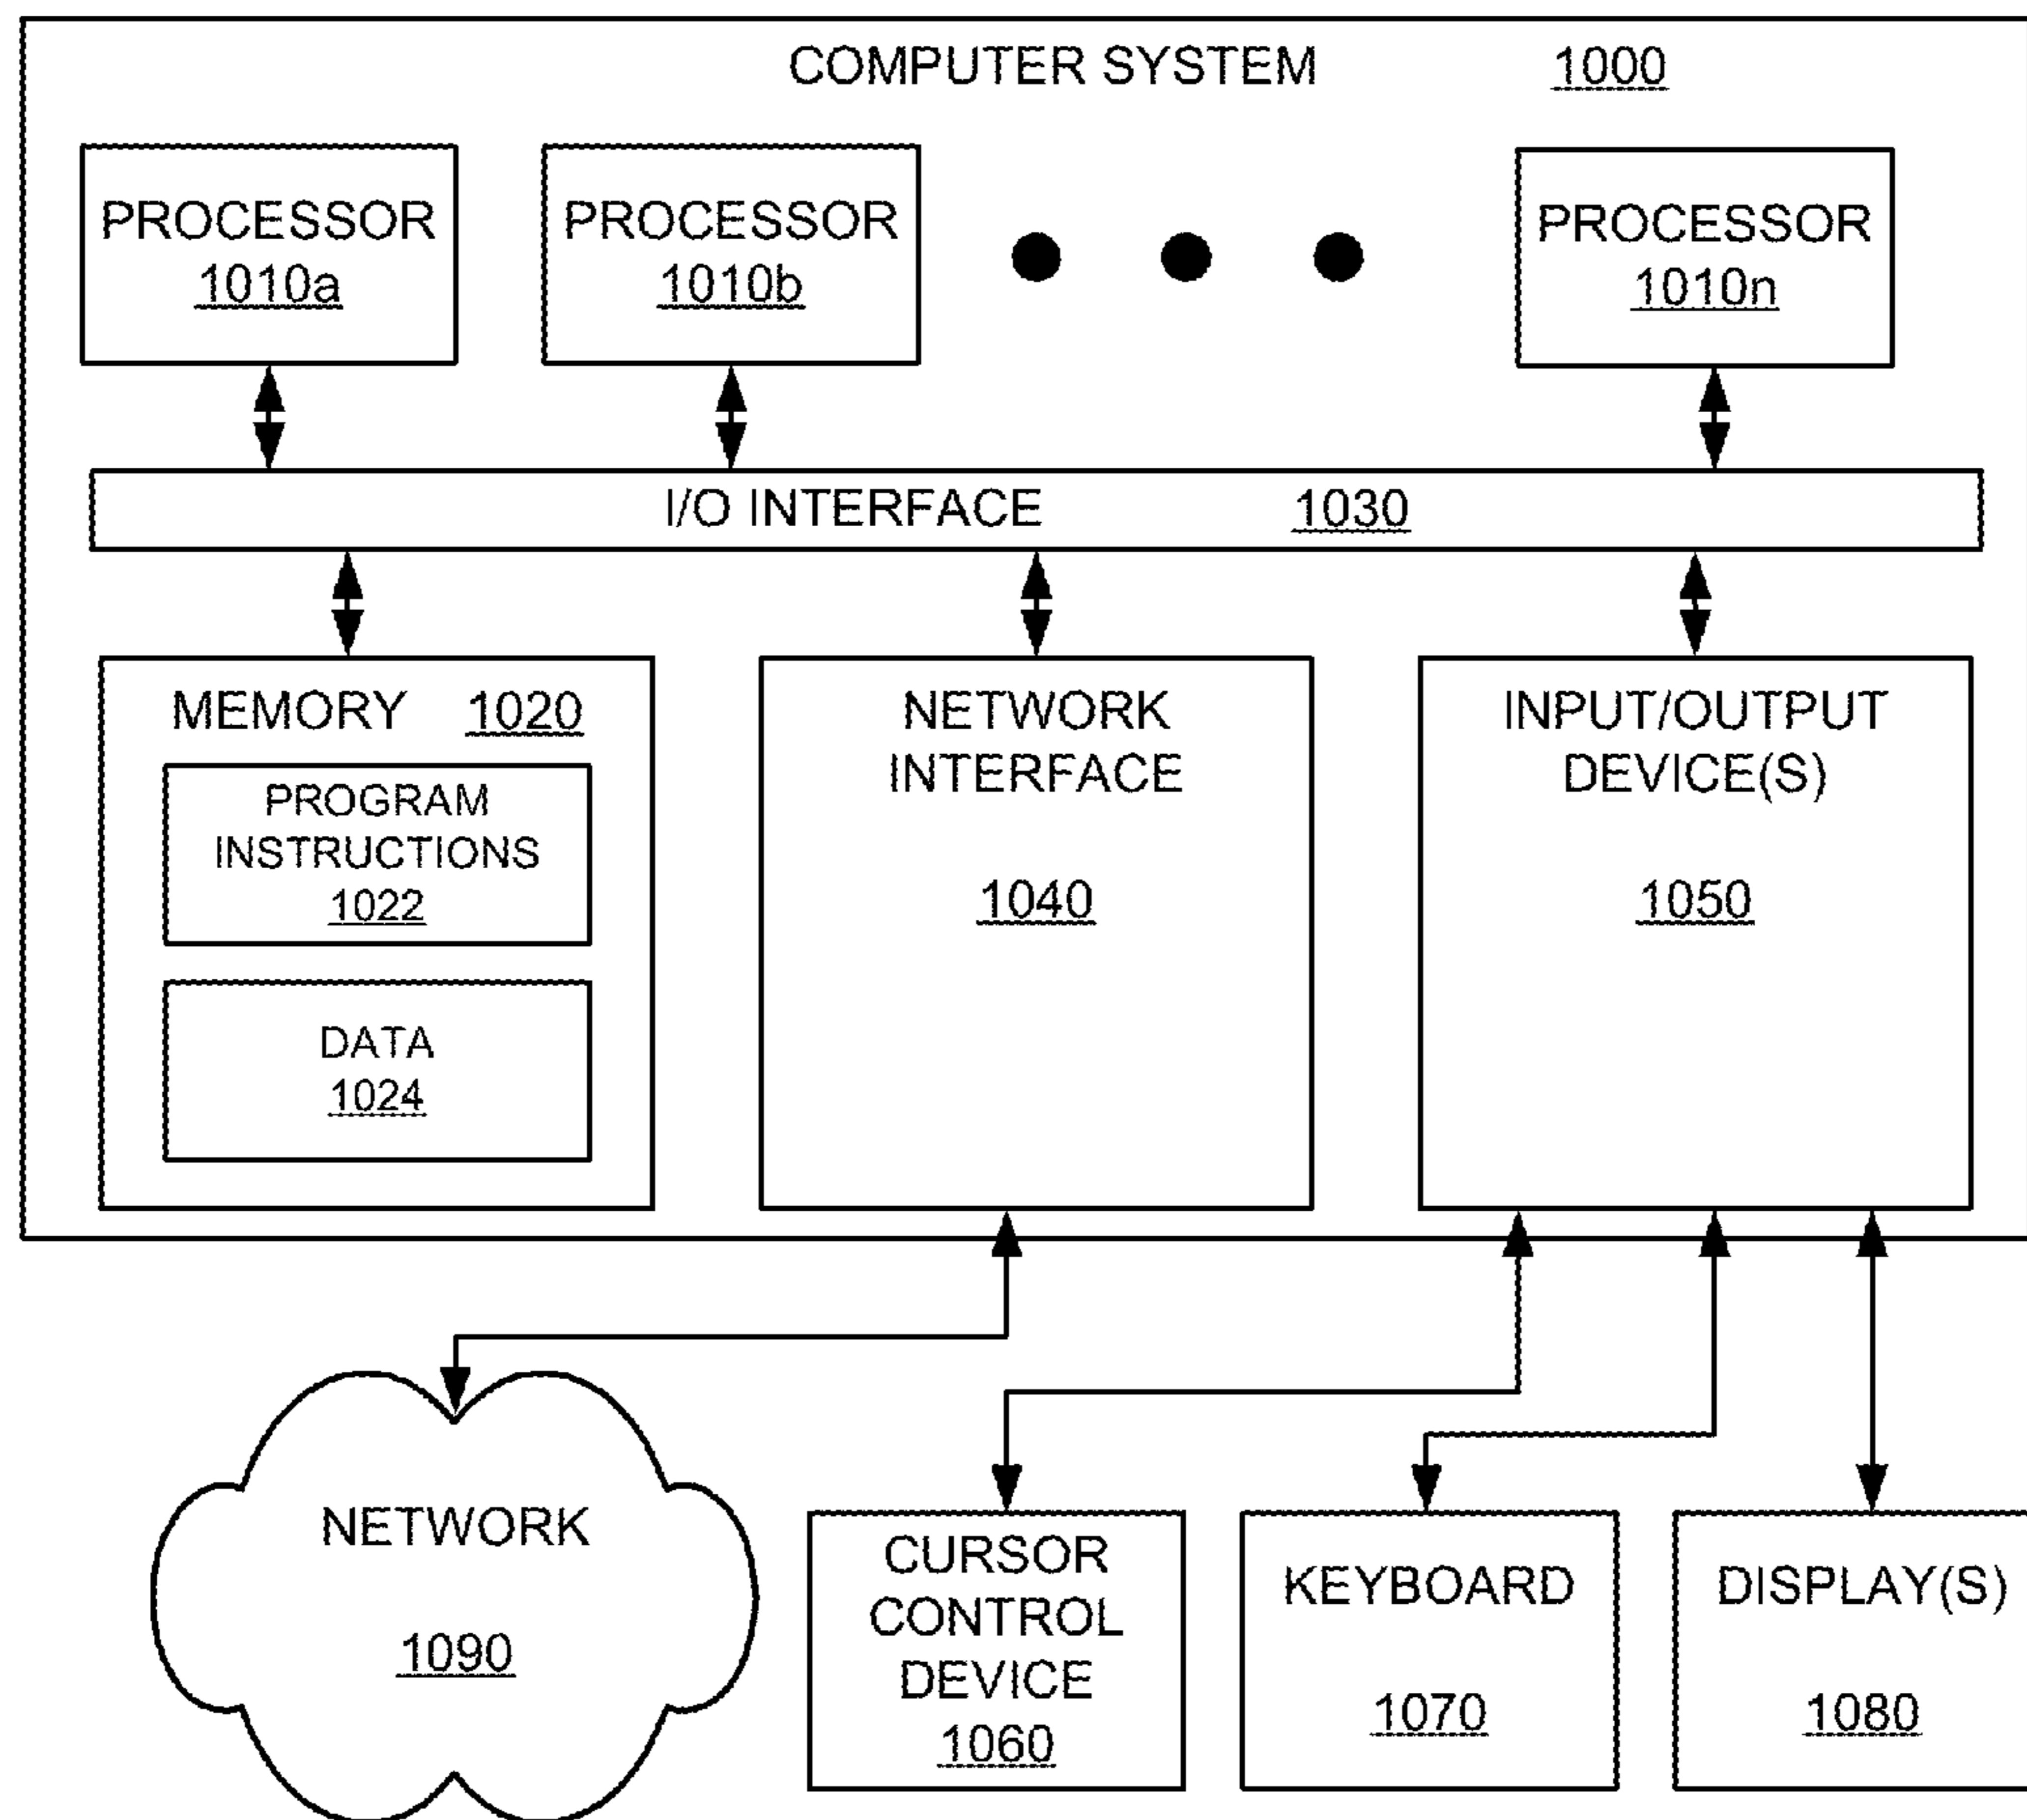 COMPUTER SYSTEM 1000
PROCESSOR
1010a
PROCESSOR
1010b
PROCESSOR
1010n
I/O INTERFACE 1030
MEMORY 1020
PROGRAM
INSTRUCTIONS
1022
DATA
1024
NETWORK
INTERFACE
1040
INPUT/OUTPUT
DEVICE(S)
1050
NETWORK
1090
CURSOR
CONTROL
DEVICE
1060
KEYBOARD
1070
DISPLAY(S)
1080